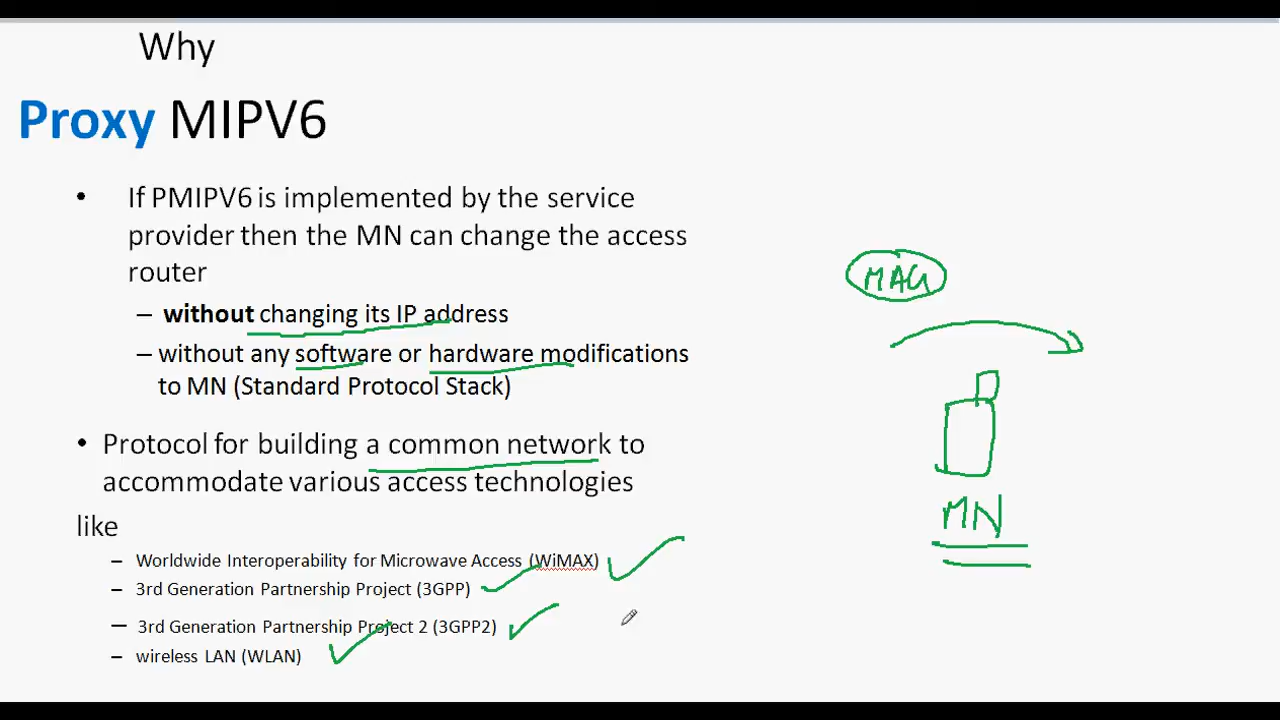 Why
Proxy MIPV6
• If PMIPV6 is implemented by the service
provider then the MN can change the access
router
– without changing its IP address
– without any software or hardware modifications
to MN (Standard Protocol Stack)
• Protocol for building a common network to
accommodate various access technologies
like
– Worldwide Interoperability for Microwave Access (WiMAX)
– 3rd Generation Partnership Project (3GPP)
– 3rd Generation Partnership Project 2 (3GPP2)
– wireless LAN (WLAN)
MAG
MN